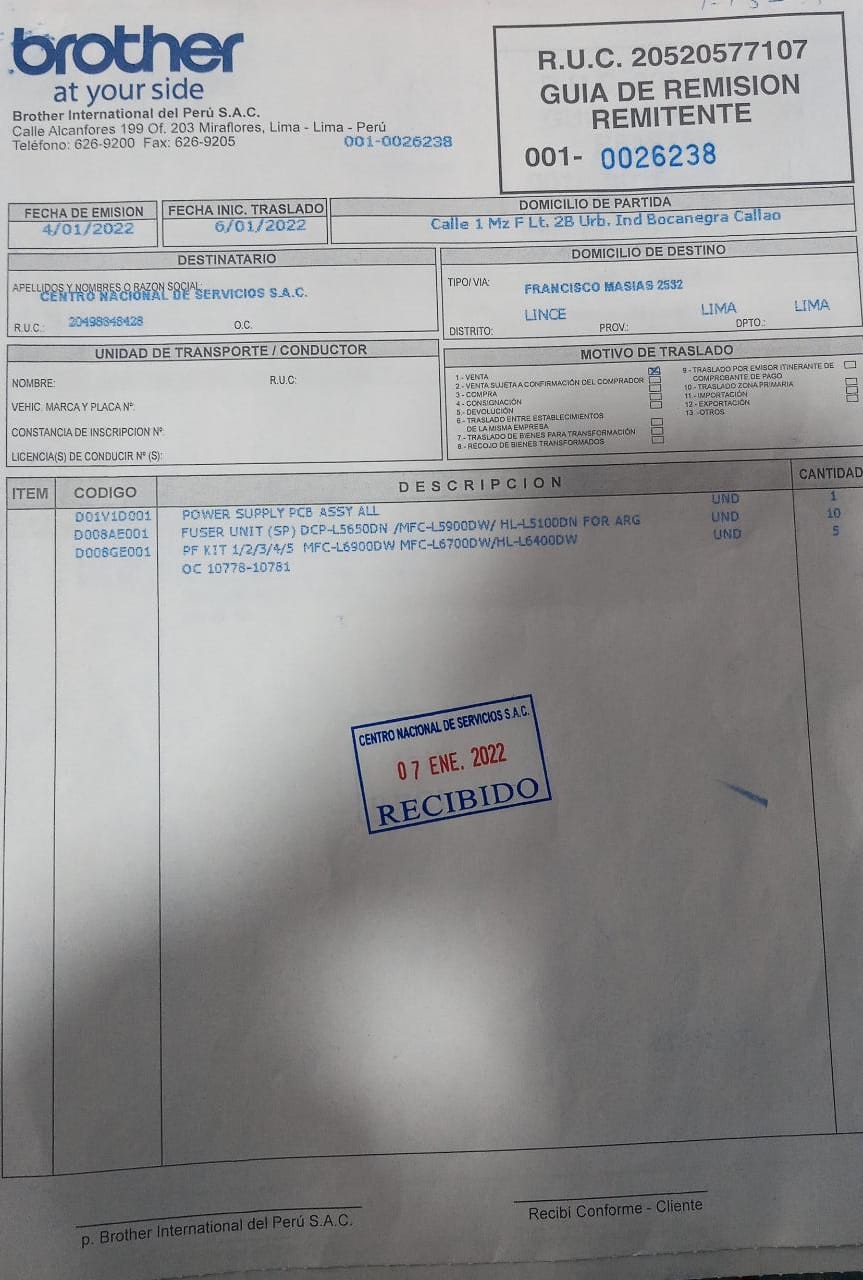 brother
at your side
Brother International del Perú S.A.C.
Calle Alcanfores 199 Of. 203 Miraflores, Lima - Lima - Perú
Teléfono: 626-9200 Fax: 626-9205
001-0026238
R.U.C. 20520577107
GUIA DE REMISION
REMITENTE
001- 0026238
FECHA DE EMISION
4/01/2022
FECHA INIC. TRASLADO
6/01/2022
DOMICILIO DE PARTIDA
Calle 1 Mz F Lt. 2B Urb. Ind Bocanegra Callao
DESTINATARIO
APELLIDOS Y NOMBRES O RAZON SOCIAL:
CENTRO NACIONAL DE SERVICIOS S.A.C.
R.U.C.: 20498848428 O.C.
DOMICILIO DE DESTINO
TIPO/VIA: FRANCISCO MASIAS 2532
LINCE LIMA LIMA
DISTRITO: PROV.: DPTO.:
UNIDAD DE TRANSPORTE / CONDUCTOR
NOMBRE: R.U.C:
VEHIC. MARCA Y PLACA Nº:
CONSTANCIA DE INSCRIPCION Nº:
LICENCIA(S) DE CONDUCIR Nº (S):
MOTIVO DE TRASLADO
1 - VENTA
2 - VENTA SUJETA A CONFIRMACIÓN DEL COMPRADOR
3 - COMPRA
4 - CONSIGNACIÓN
5 - DEVOLUCIÓN
6 - TRASLADO ENTRE ESTABLECIMIENTOS
DE LA MISMA EMPRESA
7 - TRASLADO DE BIENES PARA TRANSFORMACIÓN
8 - RECOJO DE BIENES TRANSFORMADOS
9 - TRASLADO POR EMISOR ITINERANTE DE
COMPROBANTE DE PAGO
10 - TRASLADO ZONA PRIMARIA
11 - IMPORTACIÓN
12 - EXPORTACIÓN
13 - OTROS
ITEM CODIGO DESCRIPCION CANTIDAD
D01V1D001 POWER SUPPLY PCB ASSY ALL UND 1
D008AE001 FUSER UNIT (SP) DCP-L5650DN /MFC-L5900DW/ HL-L5100DN FOR ARG UND 10
D008GE001 PF KIT 1/2/3/4/5 MFC-L6900DW MFC-L6700DW/HL-L6400DW UND 5
OC 10778-10781
CENTRO NACIONAL DE SERVICIOS S.A.C.
07 ENE. 2022
RECIBIDO
p. Brother International del Perú S.A.C.
Recibi Conforme - Cliente